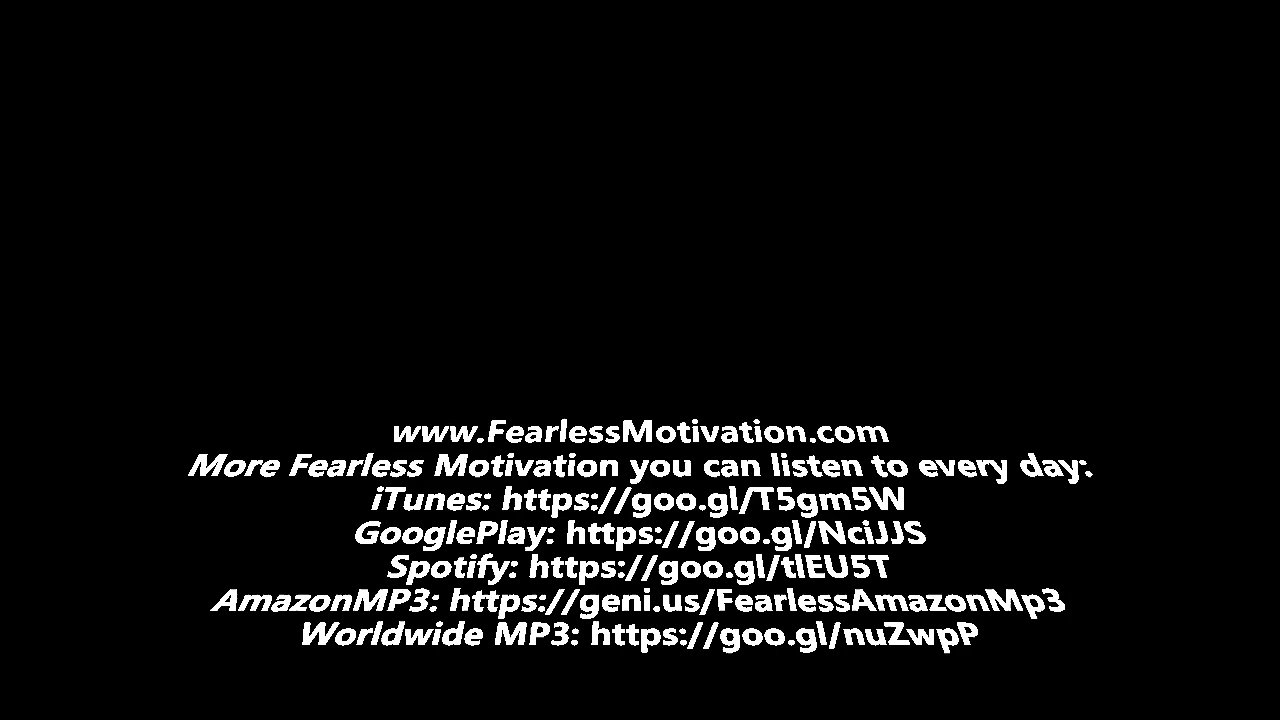 www.FearlessMotivation.com
More Fearless Motivation you can listen to every day:
iTunes: https://goo.gl/T5gm5W
GooglePlay: https://goo.gl/NciJJS
Spotify: https://goo.gl/tlEU5T
AmazonMP3: https://geni.us/FearlessAmazonMp3
Worldwide MP3: https://goo.gl/nuZwpP